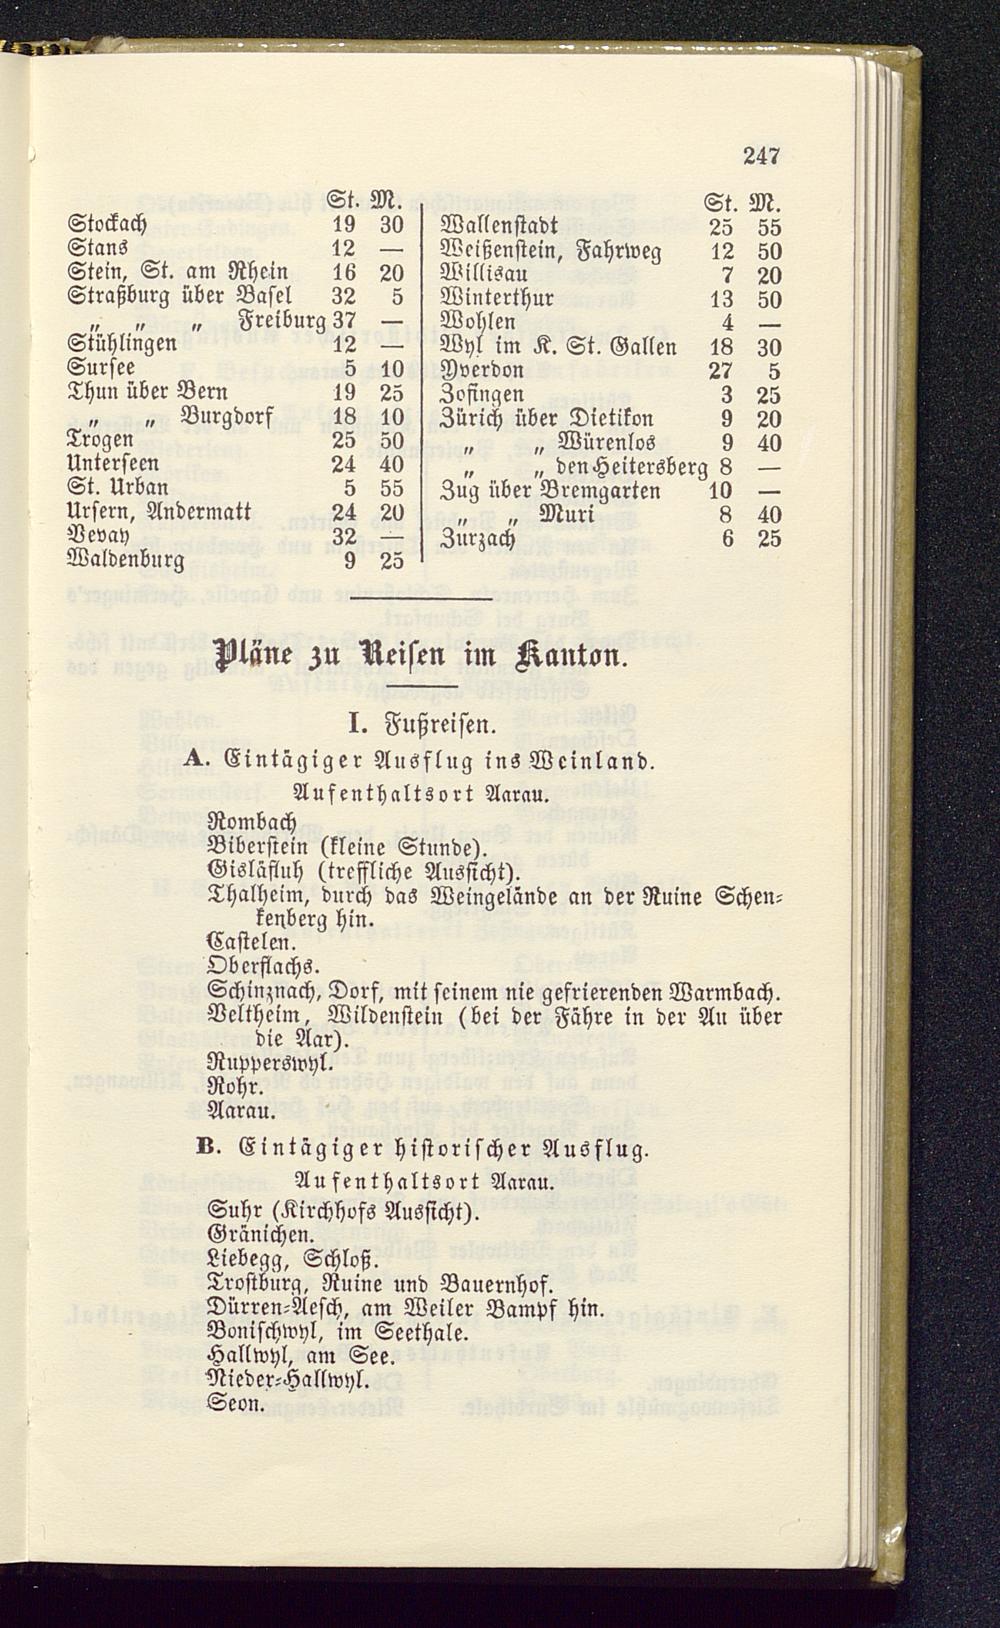 247
St. M.
Stockach 19 30
Stans 12 —
Stein, St. am Rhein 16 20
Straßburg über Basel 32 5
„ „ „ Freiburg 37 —
Stühlingen 12 —
Sursee 5 10
Thun über Bern 19 25
„ „ Burgdorf 18 10
Trogen 25 50
Unterseen 24 40
St. Urban 5 55
Ursern, Andermatt 24 20
Vevay 32 —
Waldenburg 9 25
St. M.
Wallenstadt 25 55
Weißenstein, Fahrweg 12 50
Willisau 7 20
Winterthur 13 50
Wohlen 4 —
Wyl im K. St. Gallen 18 30
Yverdon 27 5
Zofingen 3 25
Zürich über Dietikon 9 20
„ „ Würenlos 9 40
„ „ den Heitersberg 8 —
Zug über Bremgarten 10 —
„ „ Muri 8 40
Zurzach 6 25
Pläne zu Reisen im Kanton.
I. Fußreisen.
A. Eintägiger Ausflug ins Weinland.
Aufenthaltsort Aarau.
Rombach
Biberstein (kleine Stunde).
Gisläfluh (treffliche Aussicht).
Thalheim, durch das Weingelände an der Ruine Schen-
kenberg hin.
Castelen.
Oberflachs.
Schinznach, Dorf, mit seinem nie gefrierenden Warmbach.
Veltheim, Wildenstein (bei der Fähre in der Au über
die Aar).
Rupperswyl.
Rohr.
Aarau.
B. Eintägiger historischer Ausflug.
Aufenthaltsort Aarau.
Suhr (Kirchhofs Aussicht).
Gränichen.
Liebegg, Schloß.
Trostburg, Ruine und Bauernhof.
Dürren-Aesch, am Weiler Bampf hin.
Bonischwyl, im Seethale.
Hallwyl, am See.
Nieder-Hallwyl.
Seon.